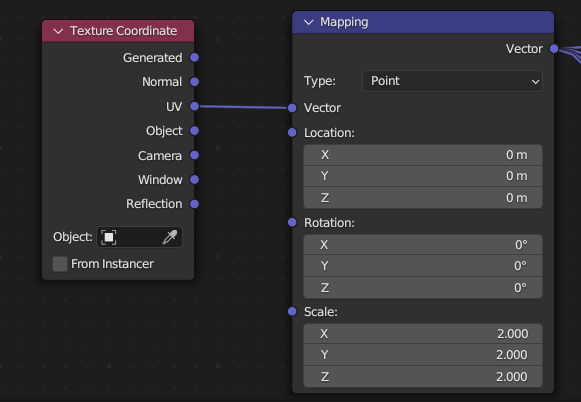 Texture Coordinate
Generated
Normal
UV
Object
Camera
Window
Reflection
Object:
From Instancer
Mapping
Vector
Type: Point
Vector
Location:
X 0 m
Y 0 m
Z 0 m
Rotation:
X 0°
Y 0°
Z 0°
Scale:
X 2.000
Y 2.000
Z 2.000